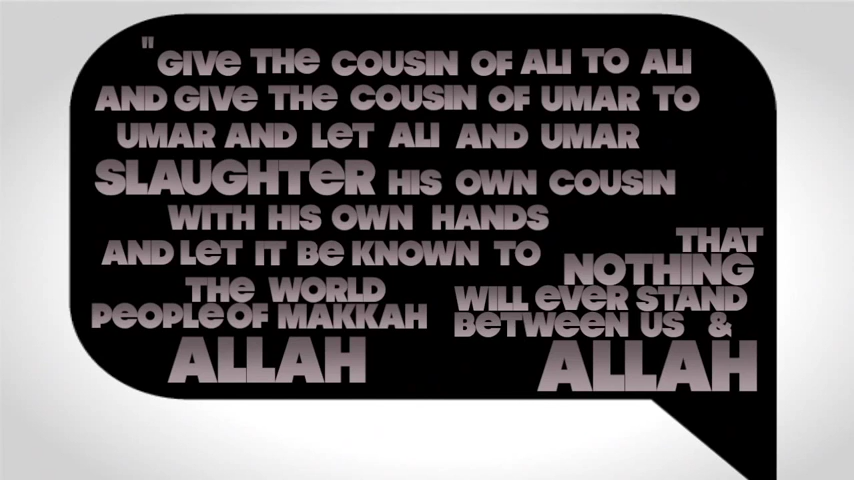 "GIVE THE COUSIN OF ALI TO ALI
AND GIVE THE COUSIN OF UMAR TO
UMAR AND LET ALI AND UMAR
SLAUGHTER HIS OWN COUSIN
WITH HIS OWN HANDS
AND LET IT BE KNOWN TO
THE WORLD
PEOPLE OF MAKKAH
ALLAH
THAT
NOTHING
WILL EVER STAND
BETWEEN US &
ALLAH